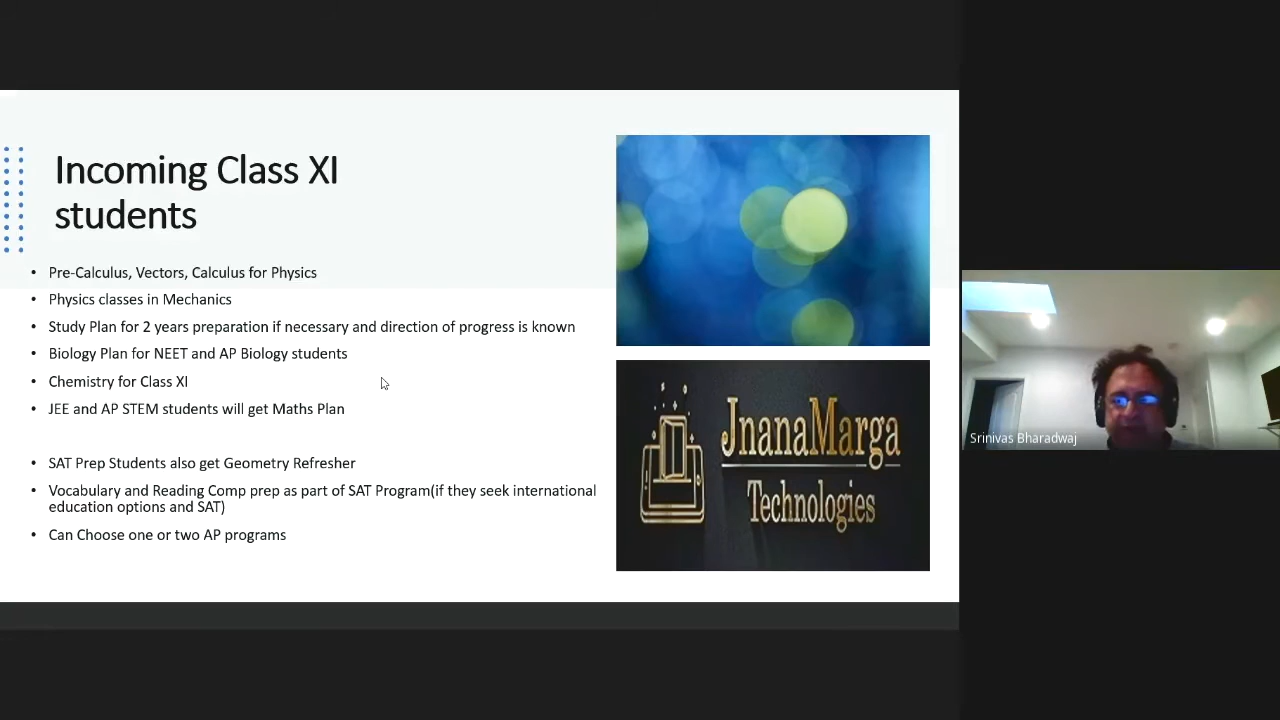 Incoming Class XI
students
• Pre-Calculus, Vectors, Calculus for Physics
• Physics classes in Mechanics
• Study Plan for 2 years preparation if necessary and direction of progress is known
• Biology Plan for NEET and AP Biology students
• Chemistry for Class XI
• JEE and AP STEM students will get Maths Plan
• SAT Prep Students also get Geometry Refresher
• Vocabulary and Reading Comp prep as part of SAT Program(if they seek international
education options and SAT)
• Can Choose one or two AP programs
JnanaMarga
Technologies
Srinivas Bharadwaj